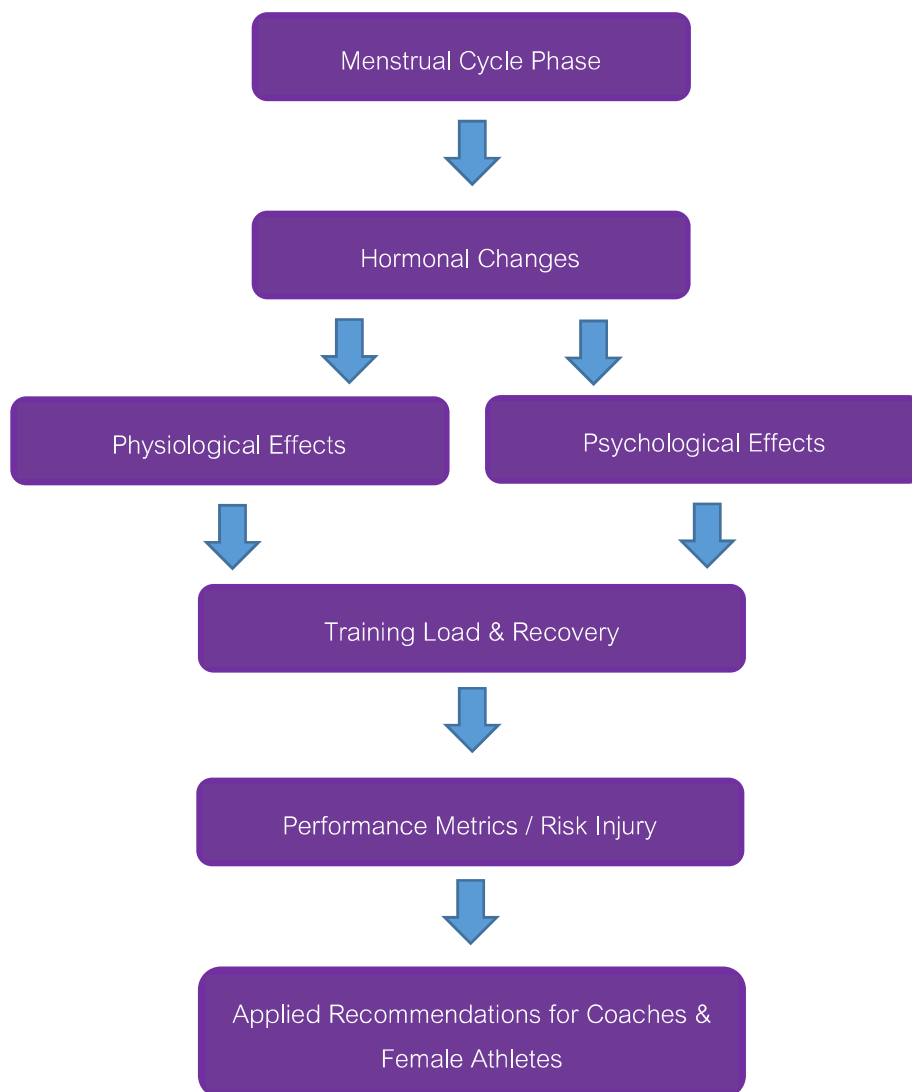 Menstrual Cycle Phase
Hormonal Changes
Physiological Effects
Psychological Effects
Training Load & Recovery
Performance Metrics / Risk Injury
Applied Recommendations for Coaches &
Female Athletes